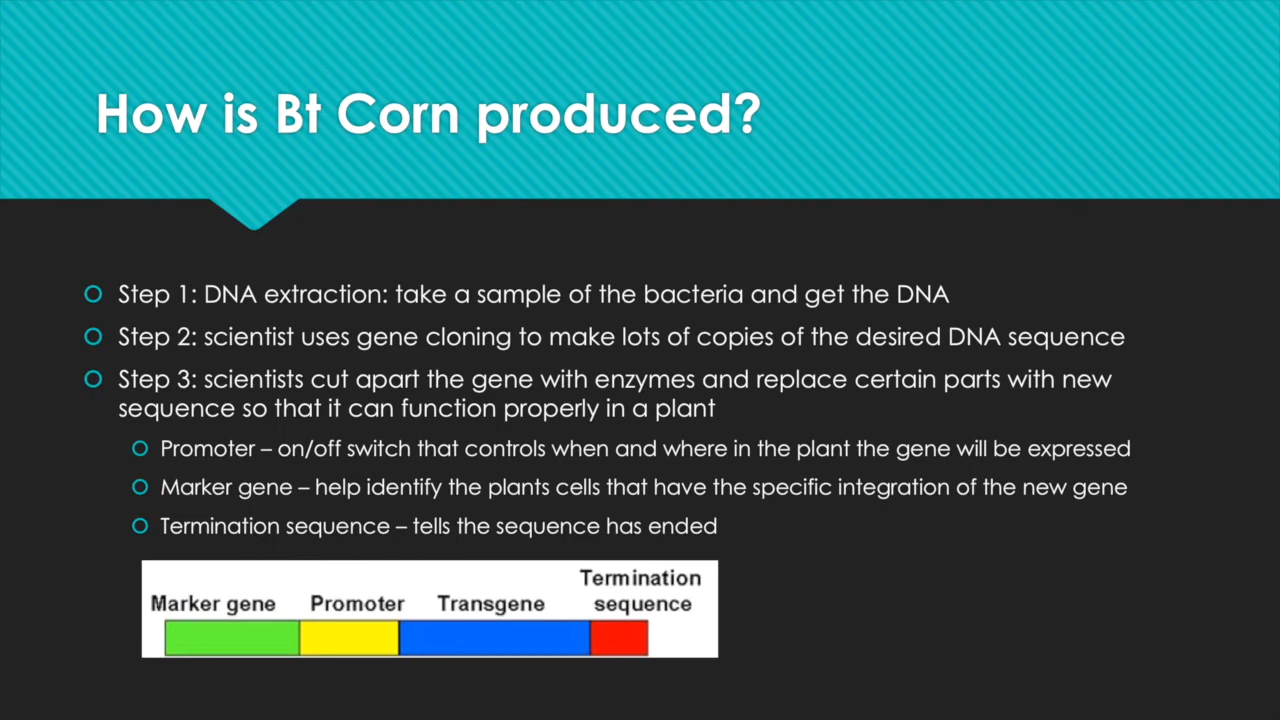 How is Bt Corn produced?
Step 1: DNA extraction: take a sample of the bacteria and get the DNA
Step 2: scientist uses gene cloning to make lots of copies of the desired DNA sequence
Step 3: scientists cut apart the gene with enzymes and replace certain parts with new
sequence so that it can function properly in a plant
Promoter – on/off switch that controls when and where in the plant the gene will be expressed
Marker gene – help identify the plants cells that have the specific integration of the new gene
Termination sequence – tells the sequence has ended
Marker gene
Promoter
Transgene
Termination
sequence